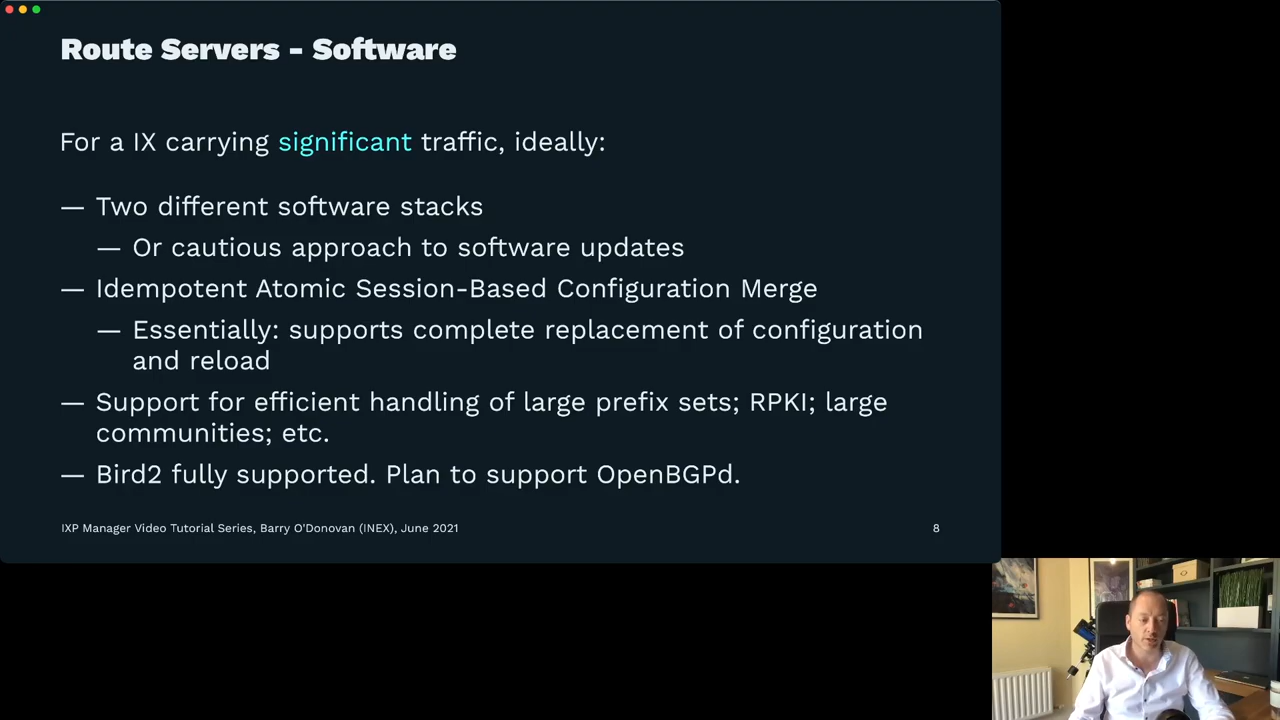 Route Servers - Software
For a IX carrying significant traffic, ideally:
— Two different software stacks
— Or cautious approach to software updates
— Idempotent Atomic Session-Based Configuration Merge
— Essentially: supports complete replacement of configuration
and reload
— Support for efficient handling of large prefix sets; RPKI; large
communities; etc.
— Bird2 fully supported. Plan to support OpenBGPd.
IXP Manager Video Tutorial Series, Barry O'Donovan (INEX), June 2021
8